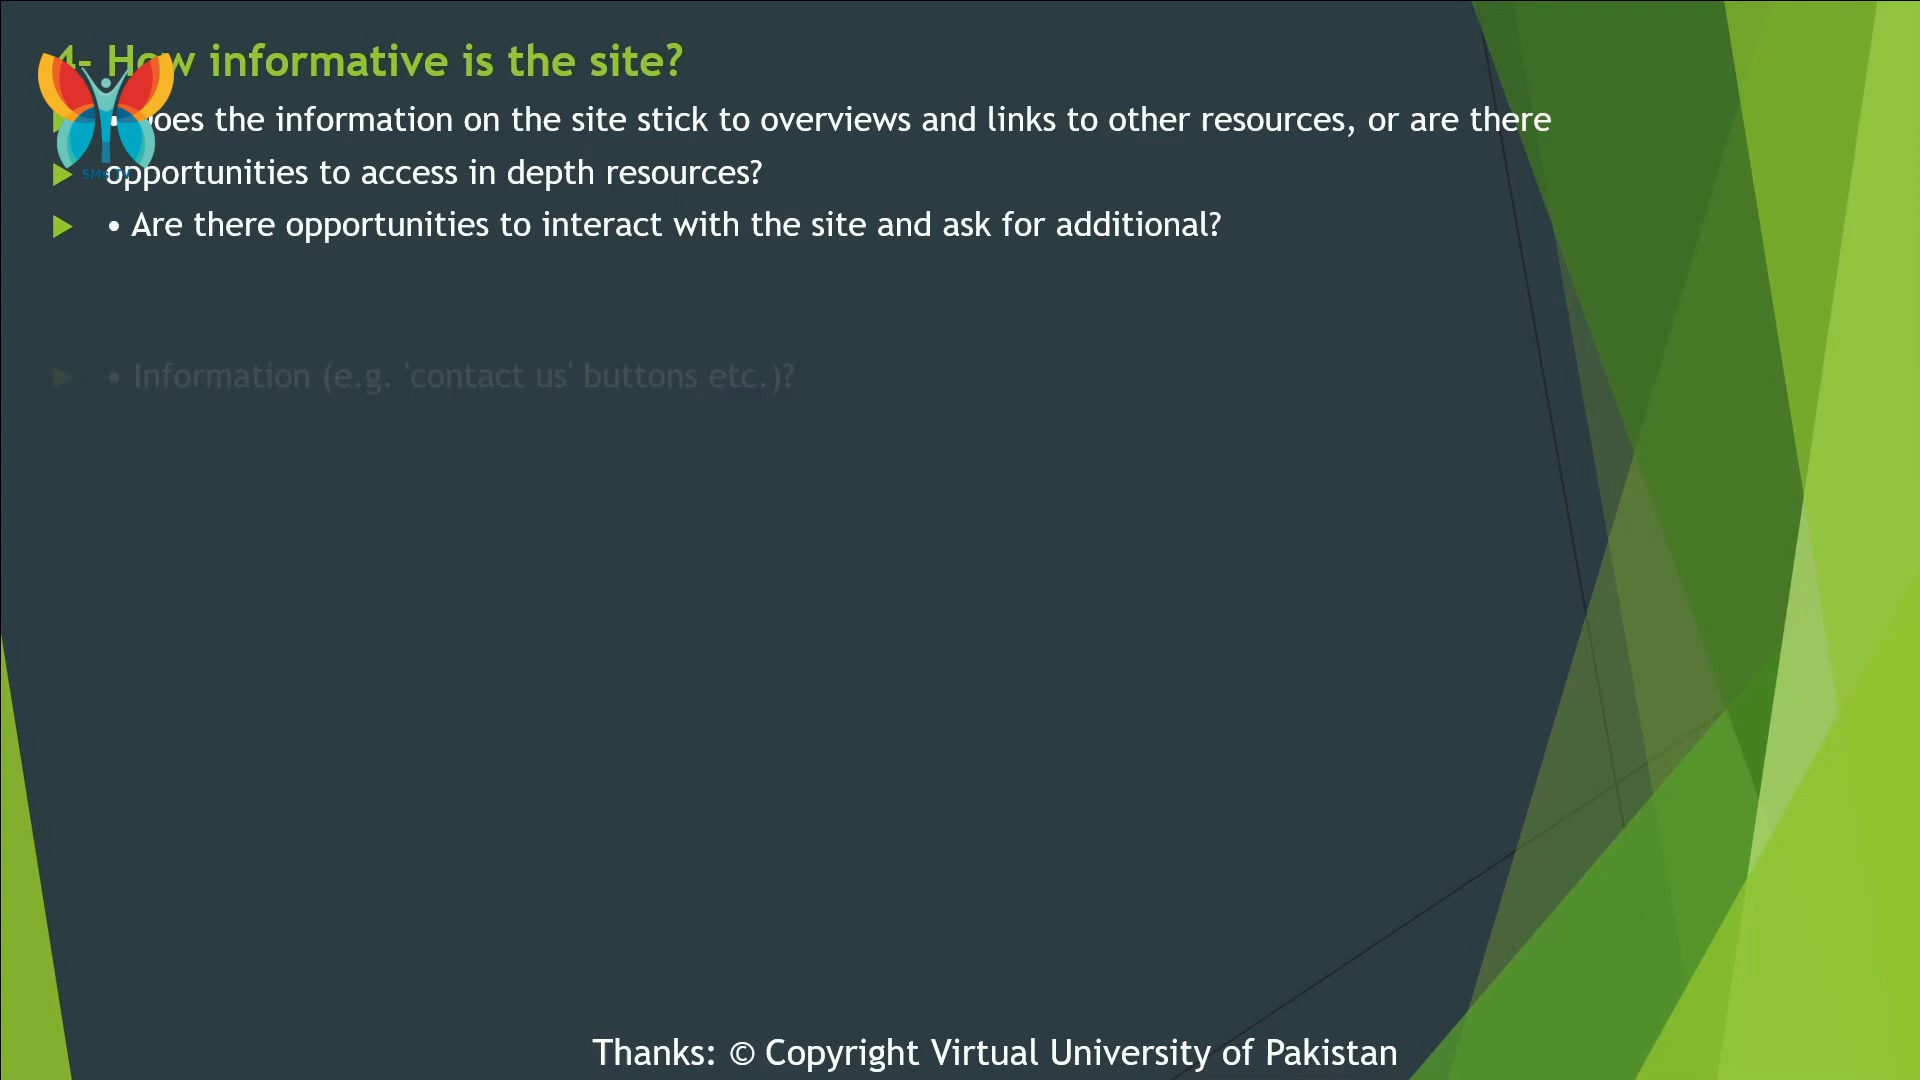 4- How informative is the site?
• Does the information on the site stick to overviews and links to other resources, or are there
opportunities to access in depth resources?
• Are there opportunities to interact with the site and ask for additional?
• Information (e.g. 'contact us' buttons etc.)?
Thanks: © Copyright Virtual University of Pakistan